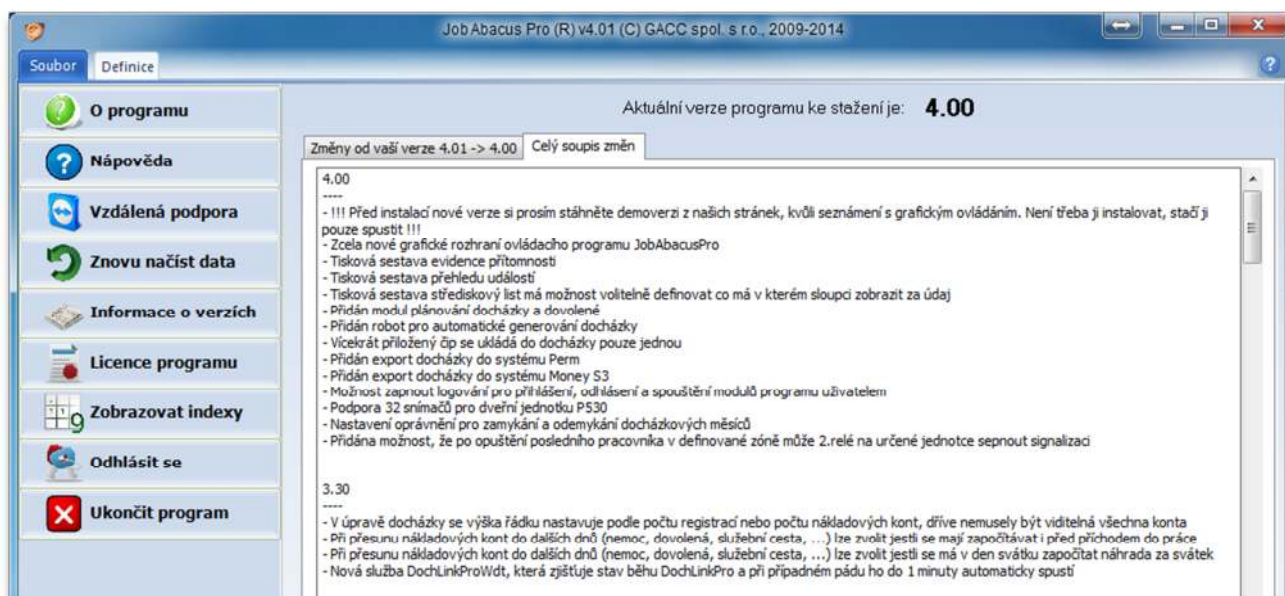 JobAbacus Pro (R) v4.01 (C) GACC spol. s r.o., 2009-2014
Soubor
Definice
O programu
Nápověda
Vzdálená podpora
Znovu načíst data
Informace o verzích
Licence programu
Zobrazovat indexy
Odhlásit se
Ukončit program
Aktuální verze programu ke stažení je: 4.00
Změny od vaší verze 4.01 -> 4.00
Celý soupis změn
4.00
----
- !!! Před instalací nové verze si prosím stáhněte demoverzi z našich stránek, kvůli seznámení s grafickým ovládáním. Není třeba ji instalovat, stačí ji
pouze spustit !!!
- Zcela nové grafické rozhraní ovládacího programu JobAbacusPro
- Tisková sestava evidence přítomnosti
- Tisková sestava přehledu událostí
- Tisková sestava střediskový list má možnost volitelně definovat co má v kterém sloupci zobrazit za údaj
- Přidán modul plánování docházky a dovolené
- Přidán robot pro automatické generování docházky
- Vícekrát přiložený čip se ukládá do docházky pouze jednou
- Přidán export docházky do systému Perm
- Přidán export docházky do systému Money S3
- Možnost zapnout logování pro přihlášení, odhlásení a spouštění modulů programu uživatelem
- Podpora 32 snímačů pro dveřní jednotku P530
- Nastavení oprávnění pro zamykání a odemykání docházkových měsíců
- Přidána možnost, že po opuštění posledního pracovníka v definované zóně může 2.relé na určené jednotce sepnout signalizaci
3.30
----
- V úpravě docházky se výška řádku nastavuje podle počtu registrací nebo počtu nákladových kont, dříve nemusely být viditelná všechna konta
- Při přesunu nákladových kont do dalších dnů (nemoc, dovolená, služební cesta, ...) lze zvolit jestli se mají započítávat i před příchodem do práce
- Při přesunu nákladových kont do dalších dnů (nemoc, dovolená, služební cesta, ...) lze zvolit jestli se má v den svátku započítat náhrada za svátek
- Nová služba DochLinkProWdt, která zjišťuje stav běhu DochLinkPro a při případném pádu ho do 1 minuty automaticky spustí